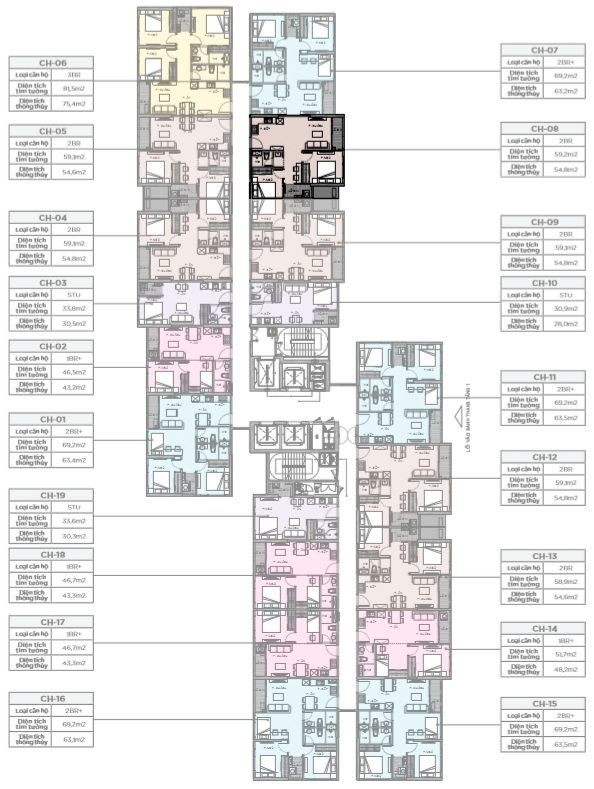 CH-06
Loại căn hộ 3BR
Diện tích tim tường 81,5m2
Diện tích thông thủy 75,4m2
CH-05
Loại căn hộ 2BR
Diện tích tim tường 59,1m2
Diện tích thông thủy 54,6m2
CH-04
Loại căn hộ 2BR
Diện tích tim tường 59,1m2
Diện tích thông thủy 54,8m2
CH-03
Loại căn hộ STU
Diện tích tim tường 33,8m2
Diện tích thông thủy 30,5m2
CH-02
Loại căn hộ 1BR+
Diện tích tim tường 46,5m2
Diện tích thông thủy 43,2m2
CH-01
Loại căn hộ 2BR+
Diện tích tim tường 69,2m2
Diện tích thông thủy 63,4m2
CH-19
Loại căn hộ STU
Diện tích tim tường 33,6m2
Diện tích thông thủy 30,3m2
CH-18
Loại căn hộ 1BR+
Diện tích tim tường 46,7m2
Diện tích thông thủy 43,3m2
CH-17
Loại căn hộ 1BR+
Diện tích tim tường 46,7m2
Diện tích thông thủy 43,3m2
CH-16
Loại căn hộ 2BR+
Diện tích tim tường 69,2m2
Diện tích thông thủy 63,1m2
CH-07
Loại căn hộ 2BR+
Diện tích tim tường 69,2m2
Diện tích thông thủy 63,2m2
CH-08
Loại căn hộ 2BR
Diện tích tim tường 59,2m2
Diện tích thông thủy 54,8m2
CH-09
Loại căn hộ 2BR
Diện tích tim tường 59,1m2
Diện tích thông thủy 54,8m2
CH-10
Loại căn hộ STU
Diện tích tim tường 30,9m2
Diện tích thông thủy 28,0m2
CH-11
Loại căn hộ 2BR+
Diện tích tim tường 69,2m2
Diện tích thông thủy 63,5m2
LỐI VÀO SẢNH THANG TẦNG 1
CH-12
Loại căn hộ 2BR
Diện tích tim tường 59,1m2
Diện tích thông thủy 54,8m2
CH-13
Loại căn hộ 2BR
Diện tích tim tường 58,9m2
Diện tích thông thủy 54,6m2
CH-14
Loại căn hộ 1BR+
Diện tích tim tường 51,7m2
Diện tích thông thủy 48,2m2
CH-15
Loại căn hộ 2BR+
Diện tích tim tường 69,2m2
Diện tích thông thủy 63,5m2